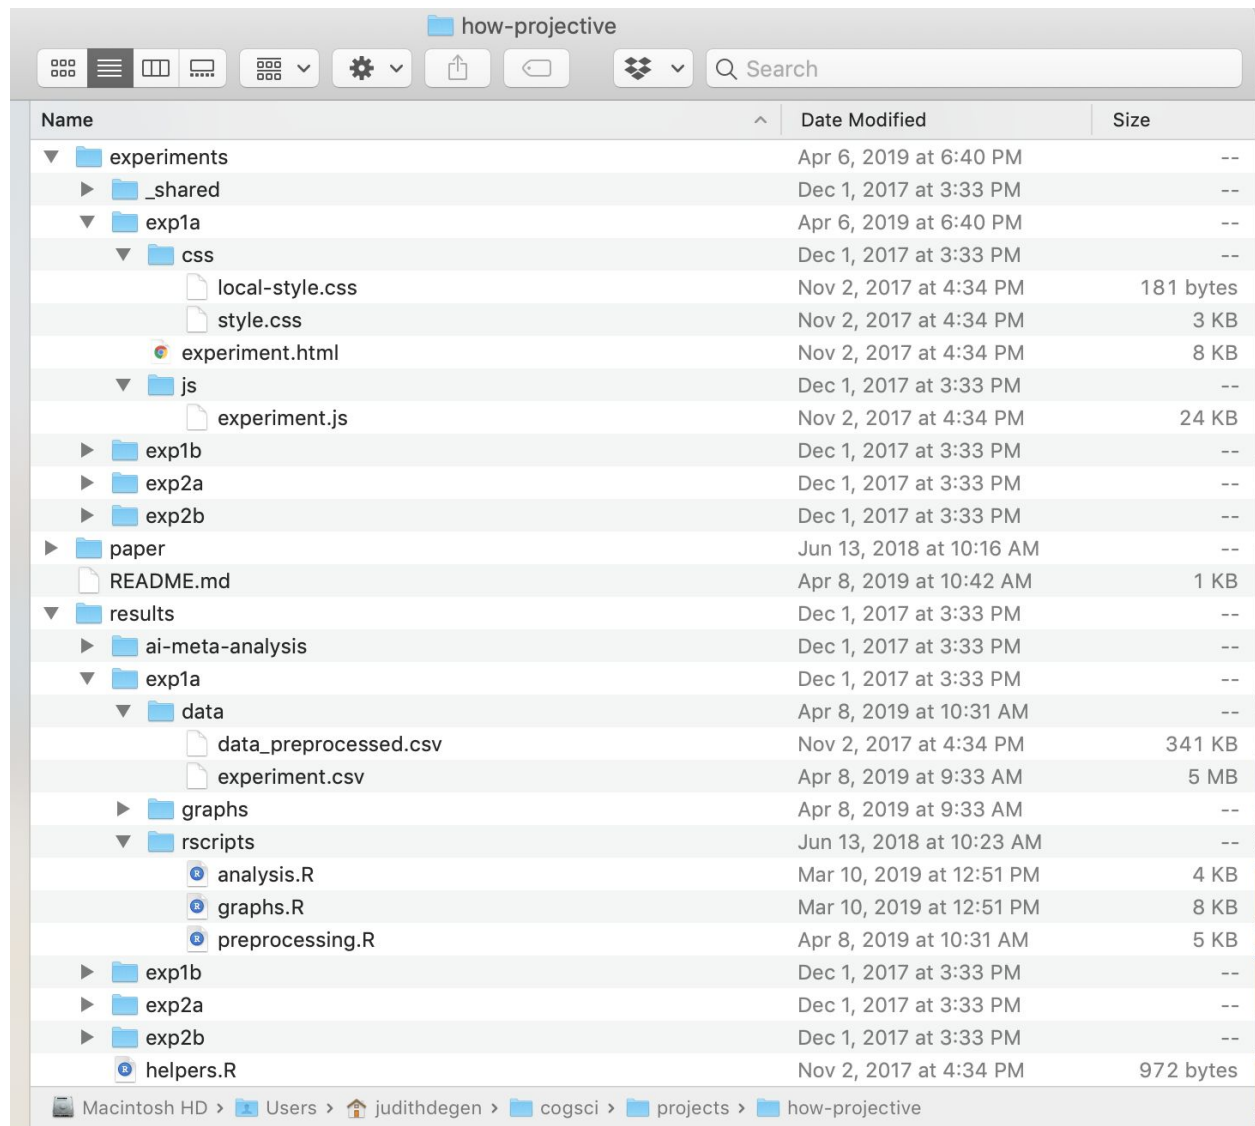 how-projective
Search
Name Date Modified Size
experiments Apr 6, 2019 at 6:40 PM --
_shared Dec 1, 2017 at 3:33 PM --
exp1a Apr 6, 2019 at 6:40 PM --
css Dec 1, 2017 at 3:33 PM --
local-style.css Nov 2, 2017 at 4:34 PM 181 bytes
style.css Nov 2, 2017 at 4:34 PM 3 KB
experiment.html Nov 2, 2017 at 4:34 PM 8 KB
js Dec 1, 2017 at 3:33 PM --
experiment.js Nov 2, 2017 at 4:34 PM 24 KB
exp1b Dec 1, 2017 at 3:33 PM --
exp2a Dec 1, 2017 at 3:33 PM --
exp2b Dec 1, 2017 at 3:33 PM --
paper Jun 13, 2018 at 10:16 AM --
README.md Apr 8, 2019 at 10:42 AM 1 KB
results Dec 1, 2017 at 3:33 PM --
ai-meta-analysis Dec 1, 2017 at 3:33 PM --
exp1a Dec 1, 2017 at 3:33 PM --
data Apr 8, 2019 at 10:31 AM --
data_preprocessed.csv Nov 2, 2017 at 4:34 PM 341 KB
experiment.csv Apr 8, 2019 at 9:33 AM 5 MB
graphs Apr 8, 2019 at 9:33 AM --
rscripts Jun 13, 2018 at 10:23 AM --
analysis.R Mar 10, 2019 at 12:51 PM 4 KB
graphs.R Mar 10, 2019 at 12:51 PM 8 KB
preprocessing.R Apr 8, 2019 at 10:31 AM 5 KB
exp1b Dec 1, 2017 at 3:33 PM --
exp2a Dec 1, 2017 at 3:33 PM --
exp2b Dec 1, 2017 at 3:33 PM --
helpers.R Nov 2, 2017 at 4:34 PM 972 bytes
Macintosh HD › Users › judithdegen › cogsci › projects › how-projective